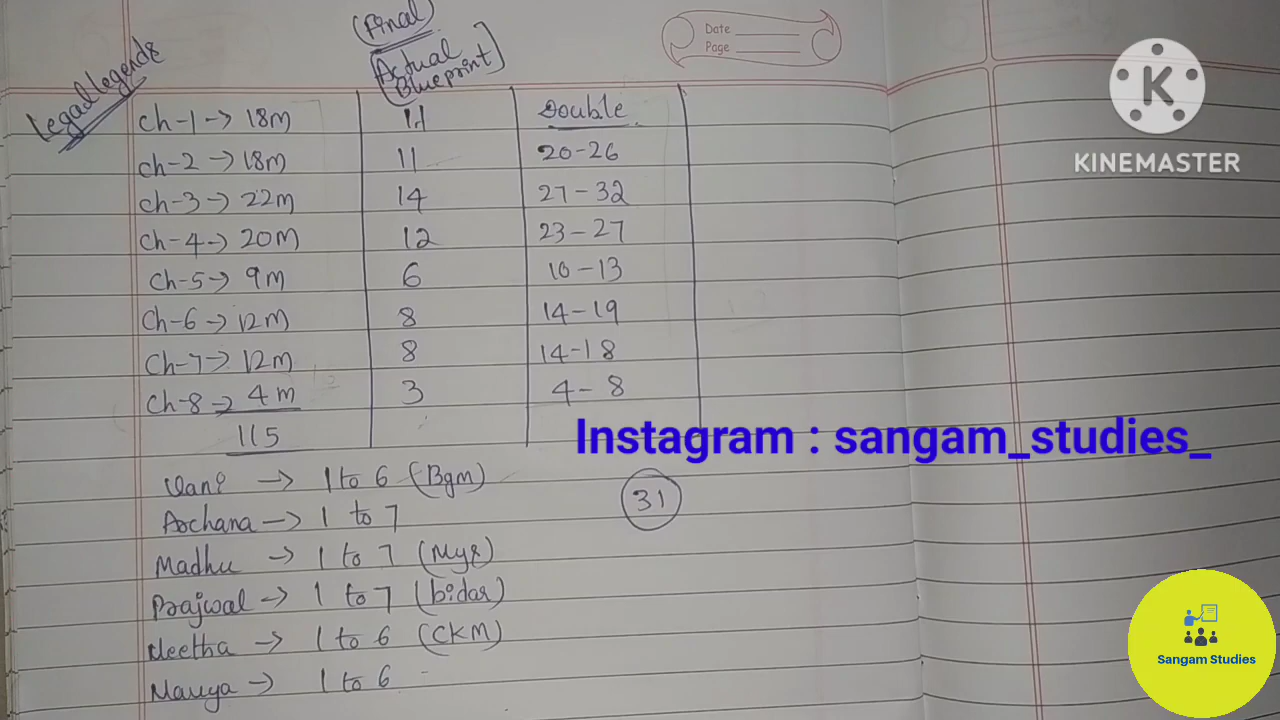 (Final)
[Actual
Blueprint]
Date
Page
Legal legends
Ch-1 → 18M 11 Double
Ch-2 → 18M 11 20-26
Ch-3 → 22M 14 27-32
Ch-4 → 20M 12 23-27
Ch-5 → 9M 6 10-13
Ch-6 → 12M 8 14-19
Ch-7 → 12M 8 14-18
Ch-8 → 4M 3 4-8
115
KINEMASTER
Instagram : sangam_studies_
Vani → 1 to 6 (Bgm)
31
Archana → 1 to 7
Madhu → 1 to 7 (Mys)
Prajwal → 1 to 7 (bidar)
Neetha → 1 to 6 (CKM)
1 to 6
Sangam Studies